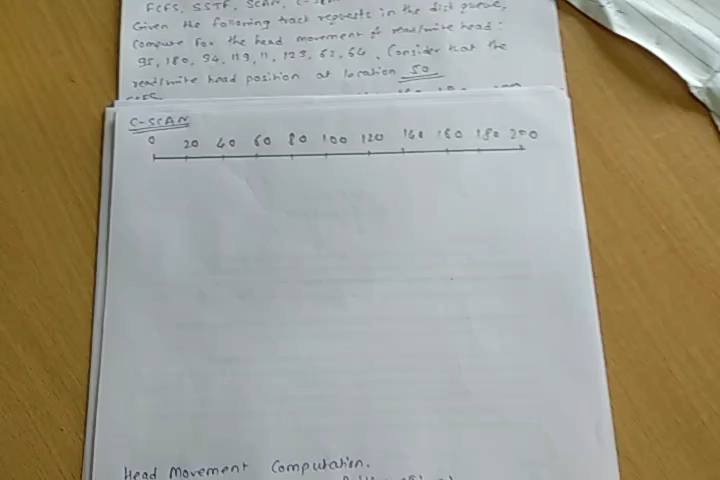 FCFS, SSTF, SCAN, C-SCAN
Given the following track requests in the disk queue,
compute for the head movement of read/write head:
95, 180, 34, 119, 11, 123, 62, 64. Consider that the
read/write head position at location 50.
C-SCAN
0 20 40 60 80 100 120 140 160 180 200
Head Movement Computation.